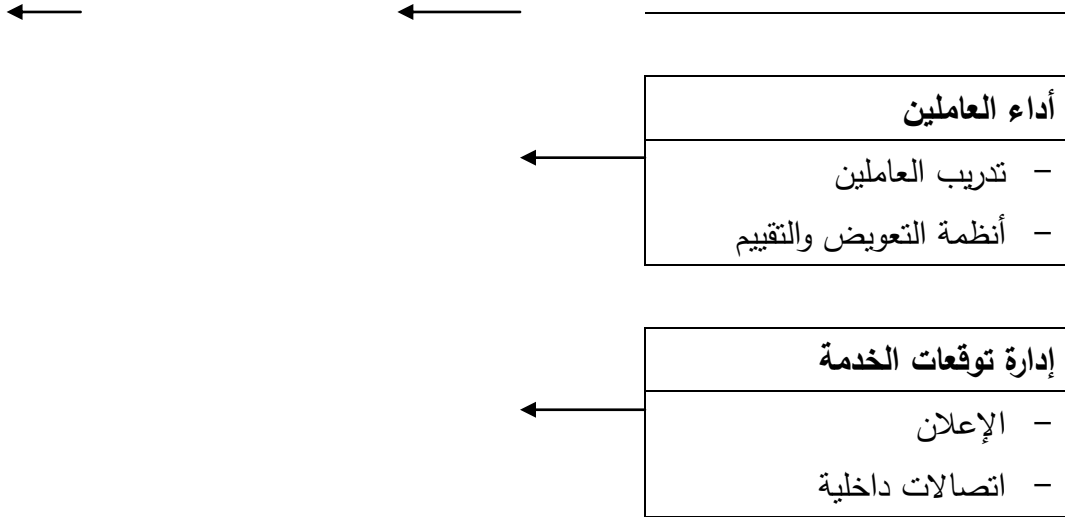 أداء العاملين
– تدريب العاملين
– أنظمة التعويض والتقييم
إدارة توقعات الخدمة
– الإعلان
– اتصالات داخلية